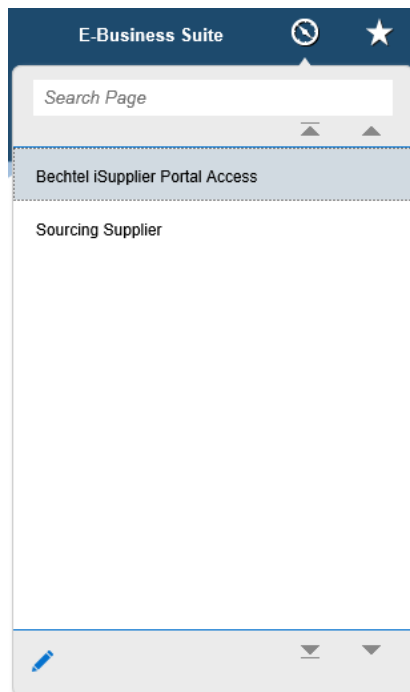 E-Business Suite
Search Page
Bechtel iSupplier Portal Access
Sourcing Supplier